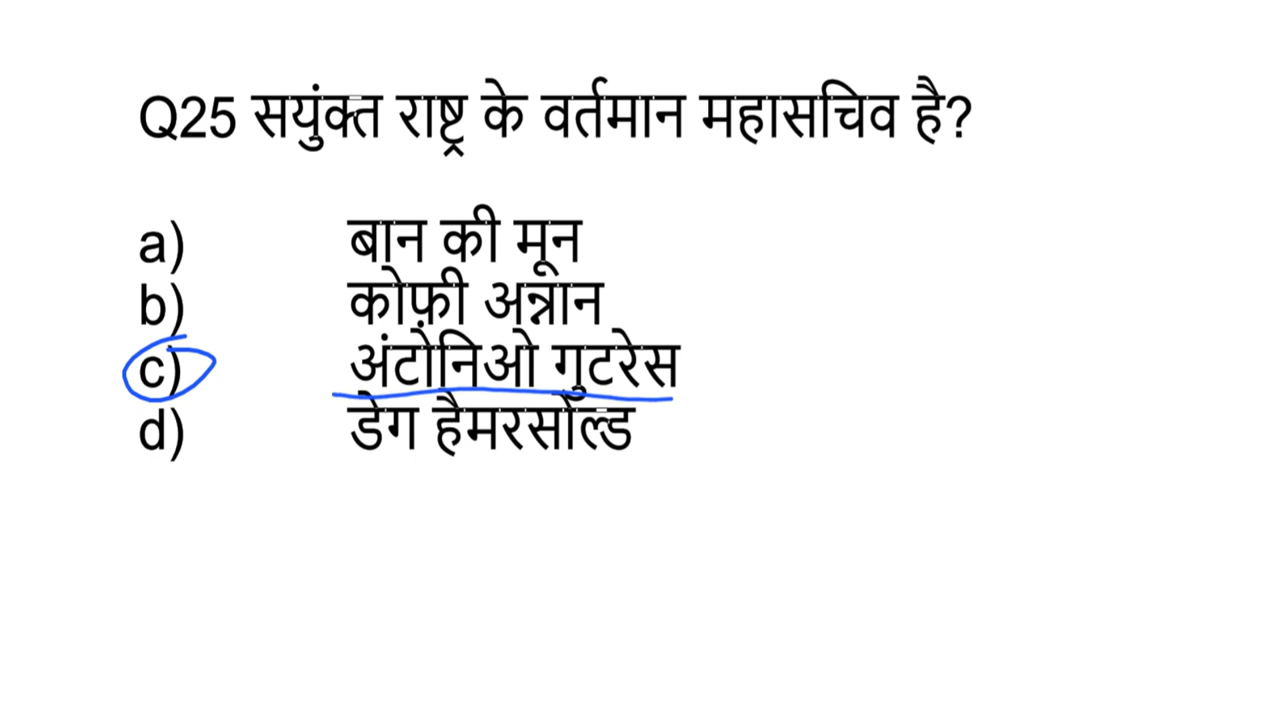 Q25 सयुंक्त राष्ट्र के वर्तमान महासचिव है?
a) बान की मून
b) कोफ़ी अन्नान
c) अंटोनिओ गुटरेस
d) डेग हैमरसोल्ड